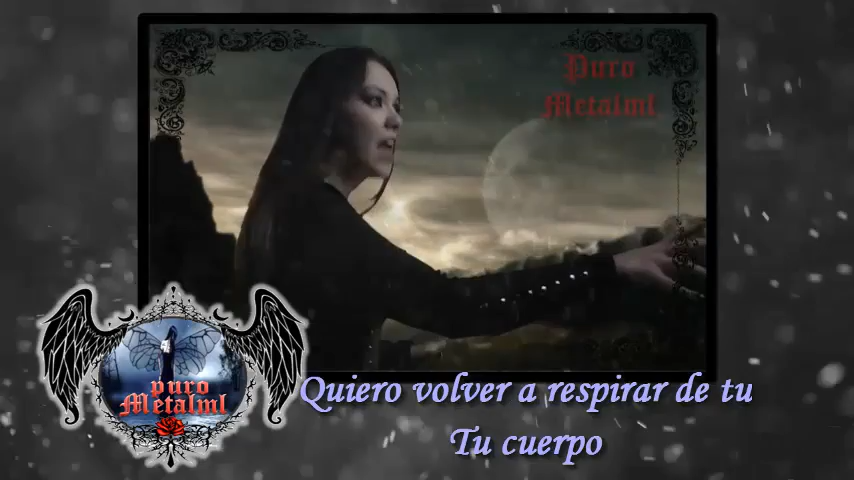 Puro
Metalml
puro
Metalml
Quiero volver a respirar de tu
Tu cuerpo